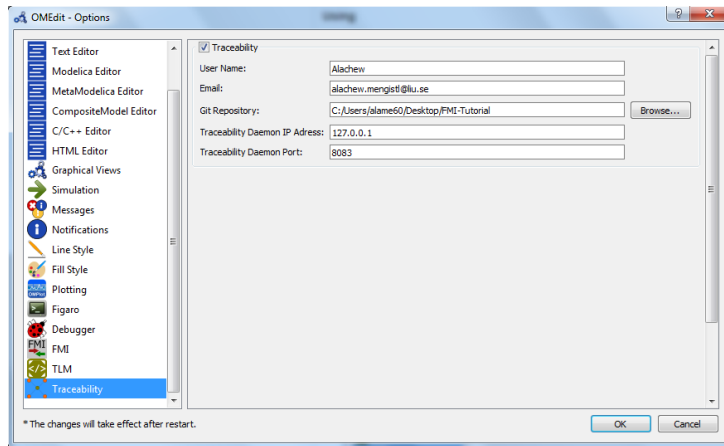 OMEdit - Options
Text Editor
Modelica Editor
MetaModelica Editor
CompositeModel Editor
C/C++ Editor
HTML Editor
Graphical Views
Simulation
Messages
Notifications
Line Style
Fill Style
Plotting
Figaro
Debugger
FMI
TLM
Traceability
Traceability
User Name: Alachew
Email: alachew.mengistl@liu.se
Git Repository: C:/Users/alame60/Desktop/FMI-Tutorial Browse...
Traceability Daemon IP Adress: 127.0.0.1
Traceability Daemon Port: 8083
* The changes will take effect after restart.
OK Cancel